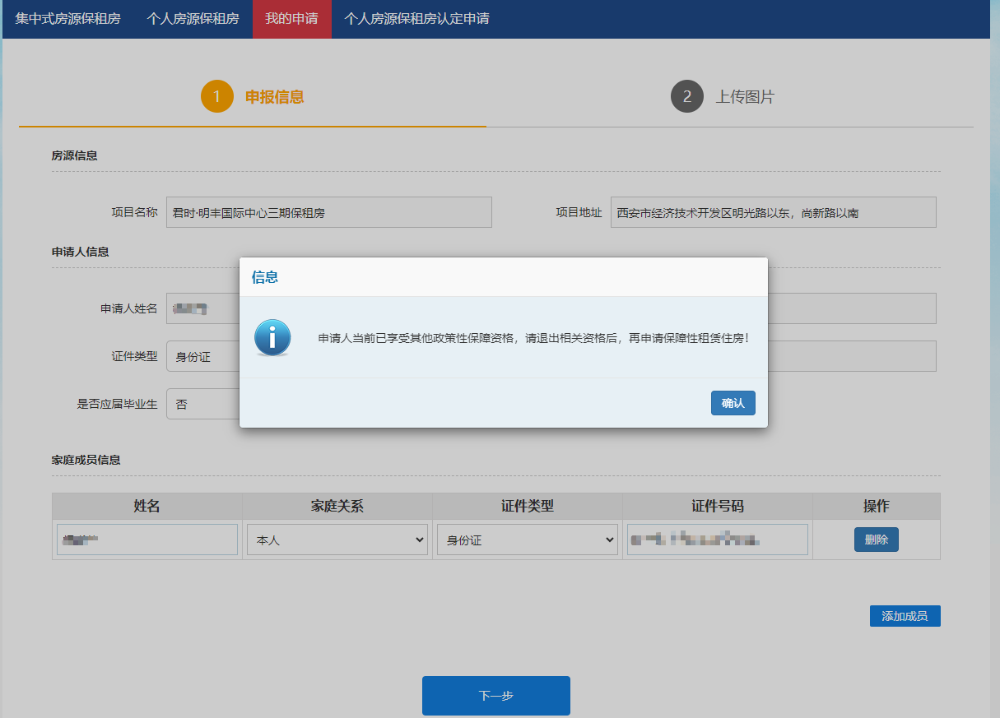 集中式房源保租房 个人房源保租房 我的申请 个人房源保租房认定申请
1 申报信息 2 上传图片
房源信息
项目名称 君时·明丰国际中心三期保租房 项目地址 西安市经济技术开发区明光路以东，尚新路以南
申请人信息
信息
申请人姓名
申请人当前已享受其他政策性保障资格，请退出相关资格后，再申请保障性租赁住房！
证件类型 身份证
是否应届毕业生 否
确认
家庭成员信息
姓名 家庭关系 证件类型 证件号码 操作
本人 身份证 删除
添加成员
下一步